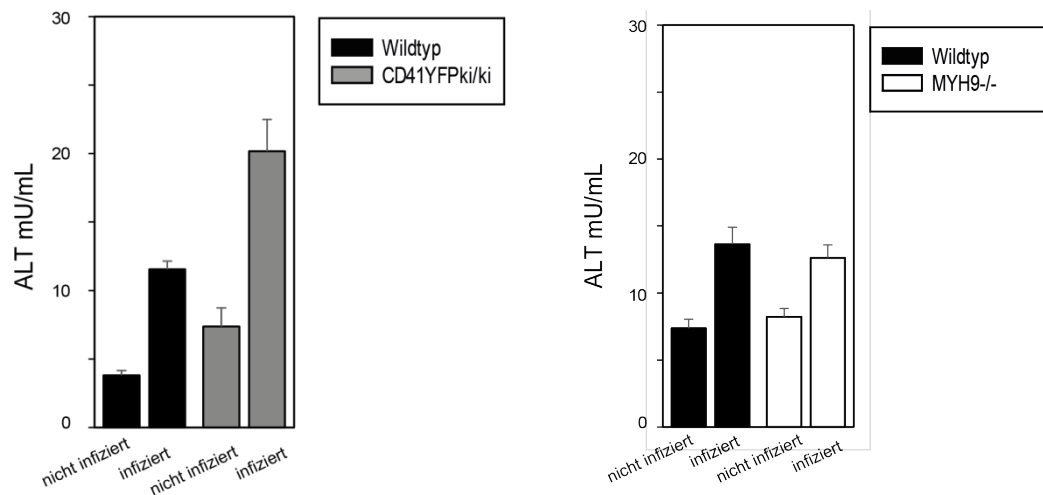 30
20
10
0
ALT mU/mL
nicht infiziert
infiziert
nicht infiziert
infiziert
Wildtyp
CD41YFPki/ki
30
20
10
0
ALT mU/mL
nicht infiziert
infiziert
nicht infiziert
infiziert
Wildtyp
MYH9-/-